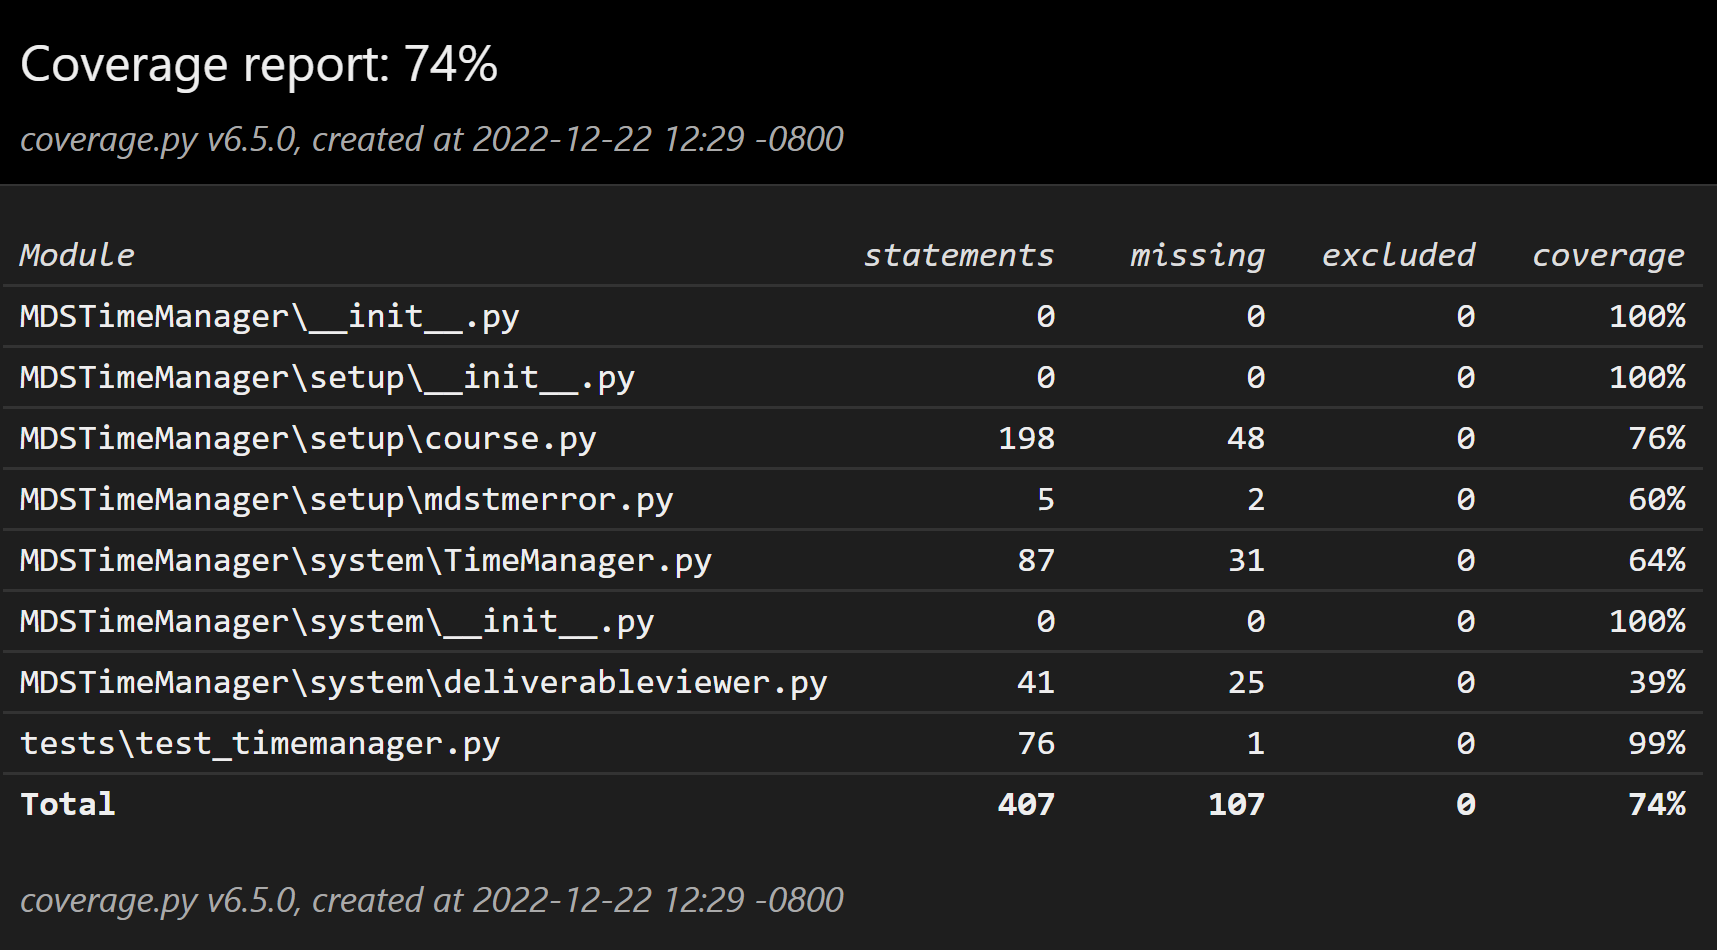 Coverage report: 74%
coverage.py v6.5.0, created at 2022-12-22 12:29 -0800
Module statements missing excluded coverage
MDSTimeManager\__init__.py 0 0 0 100%
MDSTimeManager\setup\__init__.py 0 0 0 100%
MDSTimeManager\setup\course.py 198 48 0 76%
MDSTimeManager\setup\mdstmerror.py 5 2 0 60%
MDSTimeManager\system\TimeManager.py 87 31 0 64%
MDSTimeManager\system\__init__.py 0 0 0 100%
MDSTimeManager\system\deliverableviewer.py 41 25 0 39%
tests\test_timemanager.py 76 1 0 99%
Total 407 107 0 74%
coverage.py v6.5.0, created at 2022-12-22 12:29 -0800